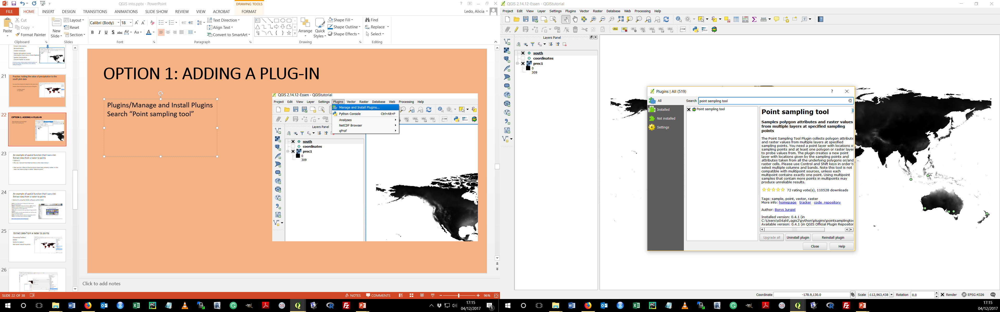 QGIS into.pptx - PowerPoint
DRAWING TOOLS
FILE HOME INSERT DESIGN TRANSITIONS ANIMATIONS SLIDE SHOW REVIEW VIEW ACROBAT FORMAT
Ledo, Alicia
Cut
Copy
Format Painter
Paste
Clipboard
New Slide
Layout
Reset
Section
Slides
Calibri (Body) 18
Font
Text Direction
Align Text
Convert to SmartArt
Paragraph
Arrange
Quick Styles
Shape Fill
Shape Outline
Shape Effects
Drawing
Find
Replace
Select
Editing
21
Practise: Adding the value of precipitation to the south plot data
22
OPTION 1: ADDING A PLUG-IN
23
An example of spatial function that I use a lot:
Extract data from a raster to points
24
An example of spatial function that I use a lot:
Extract data from a raster to points
25
Extract data from a raster to points
Processing Toolbox/
SAGA/
Vector to raster/
Add raster values to points
26
OPTION 1: ADDING A PLUG-IN
Plugins/Manage and Install Plugins
Search “Point sampling tool”
QGIS 2.14.12-Essen - QGIStutorial
Project Edit View Layer Settings Plugins Vector Raster Database Web Processing Help
Manage and Install Plugins...
Python Console Ctrl+Alt+P
Analyses
NetCDF Browser
qProf
Layers Panel
south
coordinates
prec1
0
309
Click to add notes
SLIDE 22 OF 38
NOTES COMMENTS 96%
17:15
04/12/2017
QGIS 2.14.12-Essen - QGIStutorial
Project Edit View Layer Settings Plugins Vector Raster Database Web Processing Help
Layers Panel
south
coordinates
prec1
0
309
Plugins | All (519)
All
Installed
Not installed
Settings
Search point sampling tool
Point sampling tool
Point sampling tool
Samples polygon attributes and raster values
from multiple layers at specified sampling
points
The Point Sampling Tool Plugin collects polygon attribute
and raster values from multiple layers at specified
sampling points. You need a point layer with locations o
sampling points and at least one polygon or raster layer
to probe values from. The plugin creates a new point
layer with locations given by the sampling points and
attributes taken from all the underlying polygons or/and
raster cells. Please use Control and Shift keys in order t
select multiple columns and bands. Note this tool is not
compatible with mulitipoint sources, unless each
multipoint contains exactly one point. Using multipoint
samples that contain more points in multipoints may
produce unreliable results.
72 rating vote(s), 110528 downloads
Tags: sample, point, vector, raster
More info: homepage tracker code_repository
Author: Borys Jurgiel
Installed version: 0.4.1 (in
C:\Users\s04al4\.qgis2\python\plugins\pointsamplingtoo
Available version: 0.4.1 (in QGIS Official Plugin Repositor
Upgrade all Uninstall plugin Reinstall plugin
Close Help
Coordinate -178.9,130.0 Scale :112,963,438 Rotation 0.0 Render EPSG:4326
17:15
04/12/2017